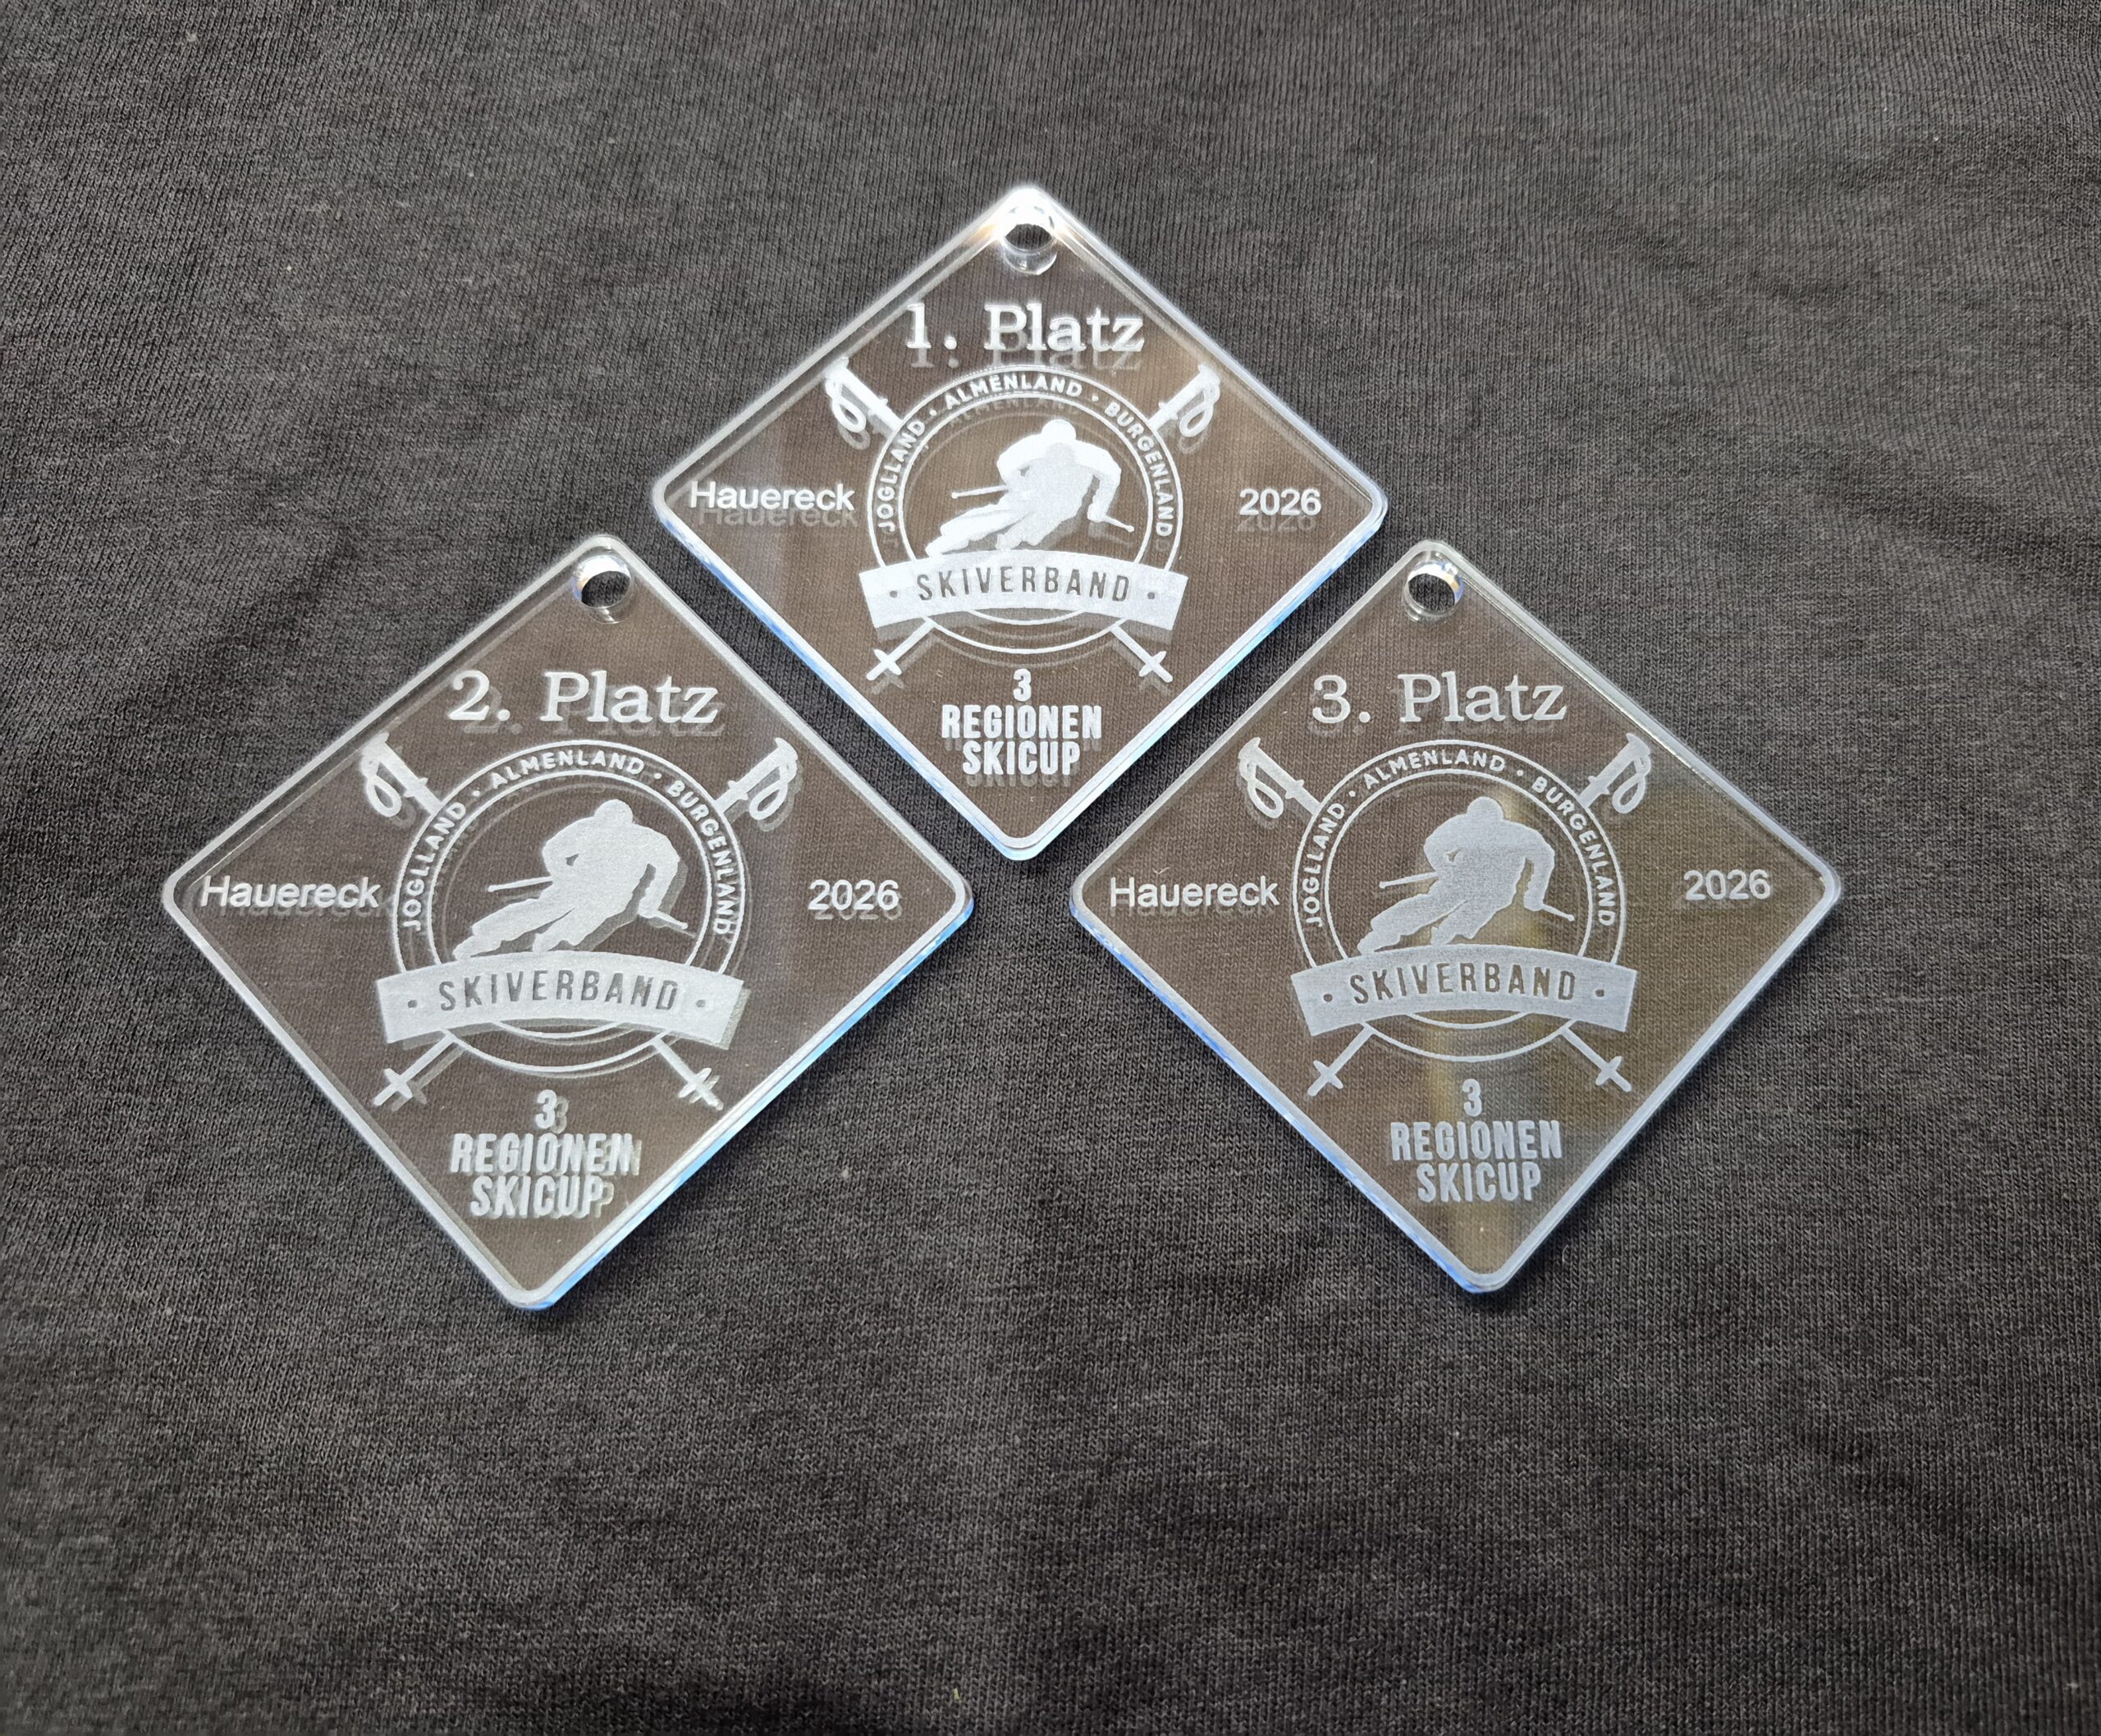 1. Platz
JOGLLAND • ALMENLAND • BURGENLAND
Hauereck
2026
• SKIVERBAND •
3
REGIONEN
SKICUP
2. Platz
JOGLLAND • ALMENLAND • BURGENLAND
Hauereck
2026
• SKIVERBAND •
3
REGIONEN
SKICUP
3. Platz
JOGLLAND • ALMENLAND • BURGENLAND
Hauereck
2026
• SKIVERBAND •
3
REGIONEN
SKICUP